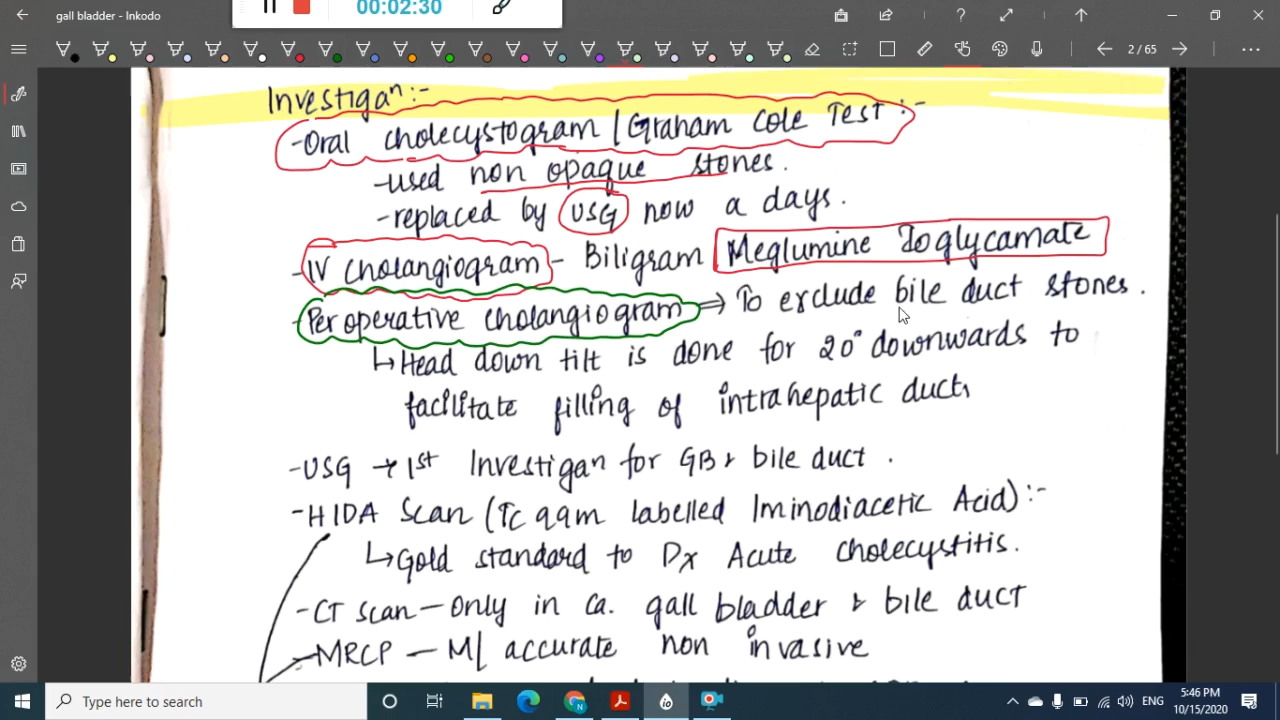 gall bladder - Inkodo
00:02:30
2 / 65
Investigaⁿ:-
-Oral cholecystogram / Graham Cole Test:-
-used non opaque stones.
-replaced by USG now a days.
-IV cholangiogram - Biligram Meglumine Ioglycamate
-Peroperative cholangiogram ⇒ To exclude bile duct stones.
↳Head down tilt is done for 20° downwards to
facilitate filling of intrahepatic ducts
-USG → 1st Investigan for GB & bile duct.
-HIDA Scan (Tc 99m labelled Iminodiacetic Acid):-
↳Gold standard to Dx Acute cholecystitis.
-CT scan - Only in ca. gall bladder & bile duct
-MRCP - M/ accurate non invasive
Type here to search
ENG
5:46 PM
10/15/2020